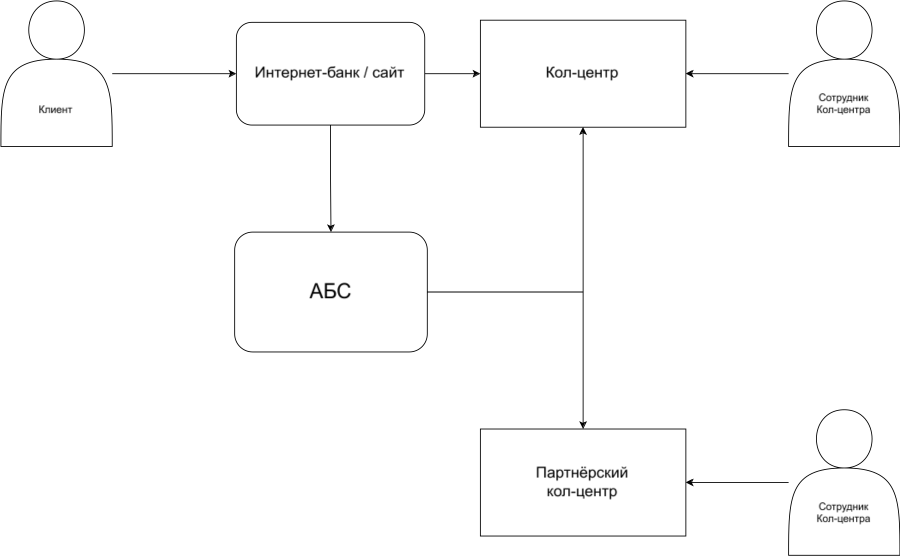 Клиент
Интернет-банк / сайт
Кол-центр
Сотрудник
Кол-центра
АБС
Партнёрский
кол-центр
Сотрудник
Кол-центра